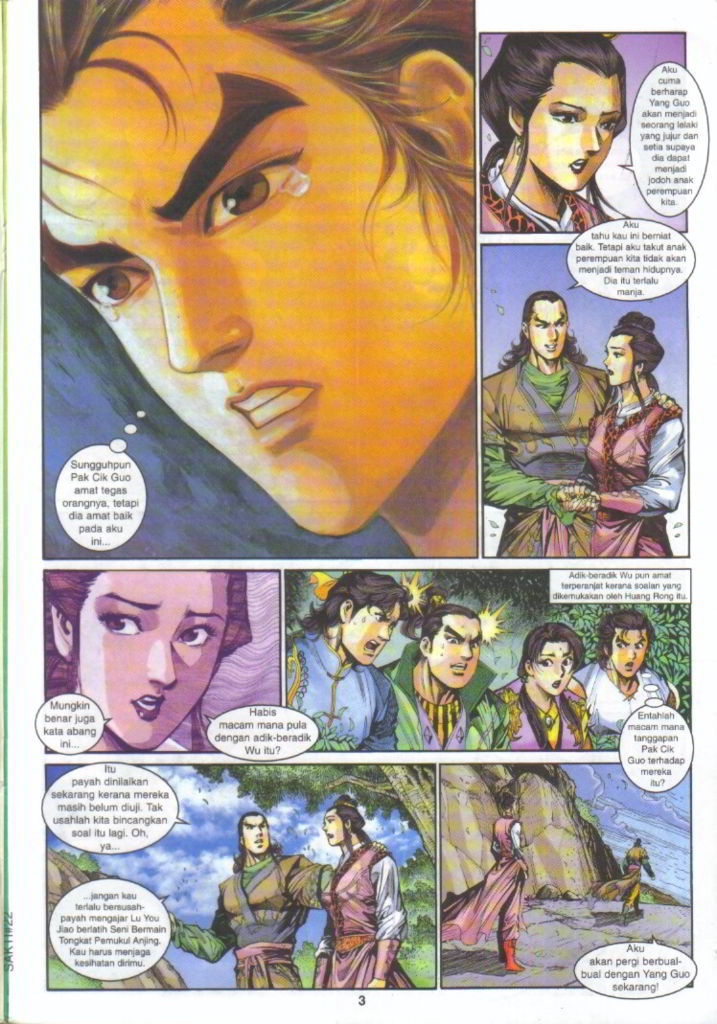 Aku
cuma
berharap
Yang Guo
akan menjadi
seorang lelaki
yang jujur dan
setia supaya
dia dapat
menjadi
jodoh anak
perempuan
kita.
Aku
tahu kau ini berniat
baik. Tetapi aku takut anak
perempuan kita tidak akan
menjadi teman hidupnya.
Dia itu terlalu
manja.
Sungguhpun
Pak Cik Guo
amat tegas
orangnya, tetapi
dia amat baik
pada aku
ini...
Mungkin
benar juga
kata abang
ini...
Habis
macam mana pula
dengan adik-beradik
Wu itu?
Adik-beradik Wu pun amat
terperanjat kerana soalan yang
dikemukakan oleh Huang Rong itu.
Entahlah
macam mana
tanggapan
Pak Cik
Guo terhadap
mereka
itu?
Itu
payah dinilaikan
sekarang kerana mereka
masih belum diuji. Tak
usahlah kita bincangkan
soal itu lagi. Oh,
ya...
...jangan kau
terlalu bersusah-
payah mengajar Lu You
Jiao berlatih Seni Bermain
Tongkat Pemukul Anjing.
Kau harus menjaga
kesihatan dirimu.
Aku
akan pergi berbual-
bual dengan Yang Guo
sekarang!
SAKTI#22
3